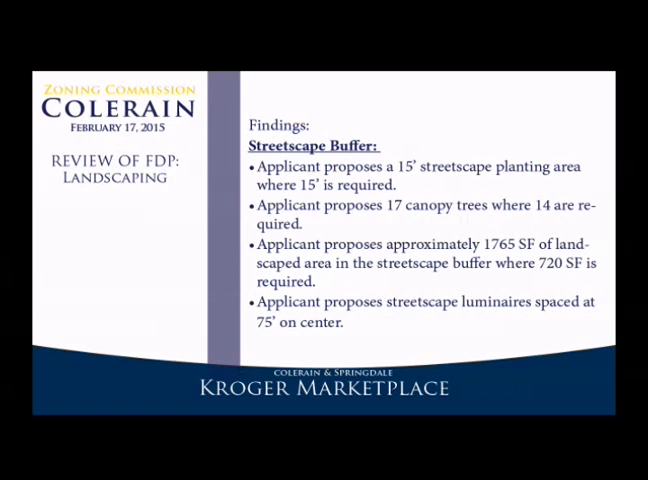 ZONING COMMISSION
COLERAIN
FEBRUARY 17, 2015
REVIEW OF FDP:
LANDSCAPING
Findings:
Streetscape Buffer:
• Applicant proposes a 15' streetscape planting area
where 15' is required.
• Applicant proposes 17 canopy trees where 14 are re-
quired.
• Applicant proposes approximately 1765 SF of land-
scaped area in the streetscape buffer where 720 SF is
required.
• Applicant proposes streetscape luminaires spaced at
75' on center.
COLERAIN & SPRINGDALE
KROGER MARKETPLACE